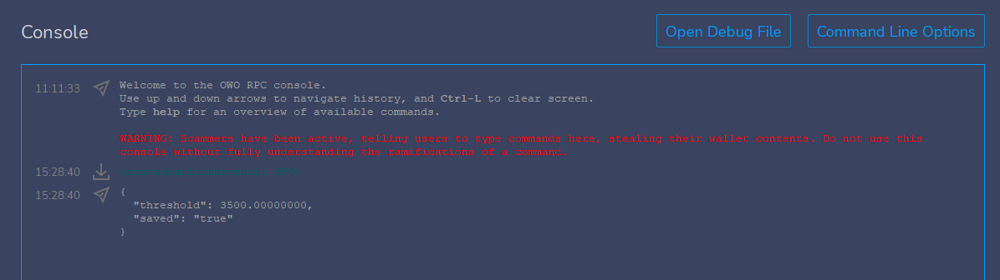 Console
Open Debug File
Command Line Options
11:11:33
Welcome to the OWO RPC console.
Use up and down arrows to navigate history, and Ctrl-L to clear screen.
Type help for an overview of available commands.
WARNING: Scammers have been active, telling users to type commands here, stealing their wallet contents. Do not use this
console without fully understanding the ramifications of a command.
15:28:40
15:28:40
{
"threshold": 3500.00000000,
"saved": "true"
}